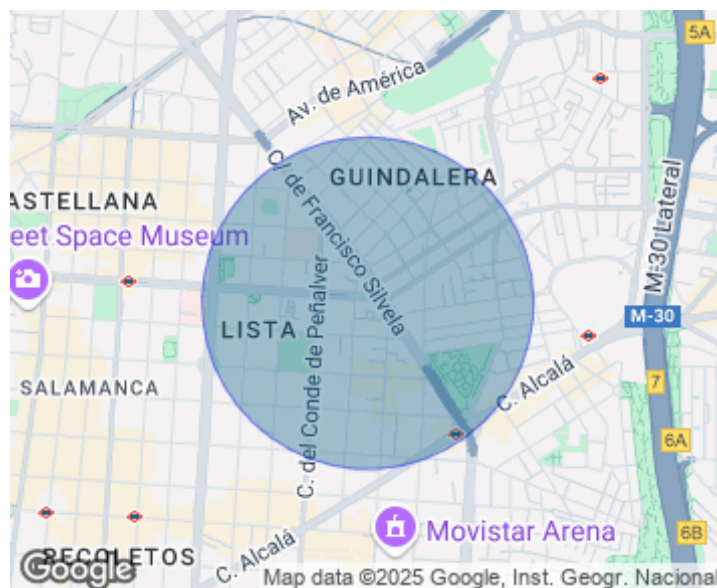 5A
Av. de América
GUINDALERA
C/ de Francisco Silvela
ASTELLANA
eet Space Museum
M-30 Lateral
C. del Conde de Peñalver
M-30
LISTA
SALAMANCA
C. Alcalá
7
6A
Movistar Arena
6B
RECOLETOS
Google
C. Alcalá
Map data ©2025 Google, Inst. Geogr. Nacional